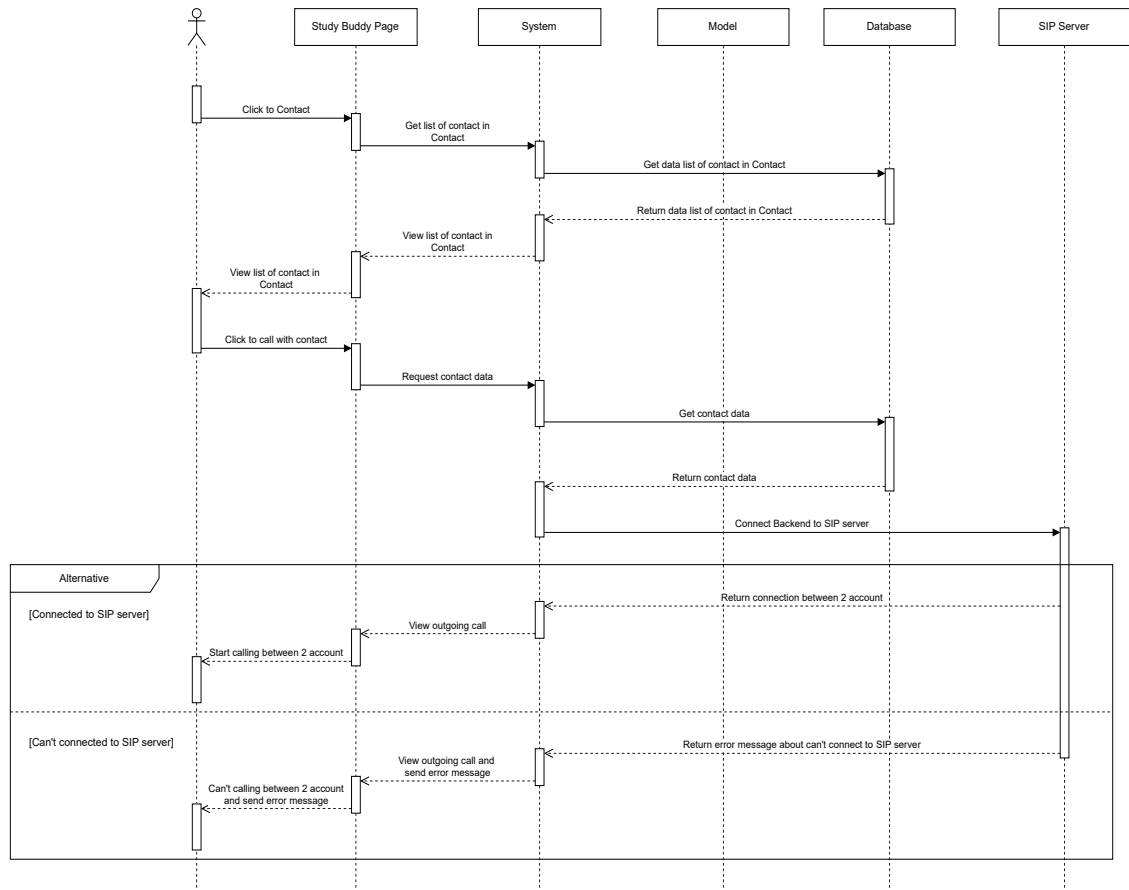 Study Buddy Page
System
Model
Database
SIP Server
Click to Contact
Get list of contact in
Contact
Get data list of contact in Contact
Return data list of contact in Contact
View list of contact in
Contact
View list of contact in
Contact
Click to call with contact
Request contact data
Get contact data
Return contact data
Connect Backend to SIP server
Alternative
[Connected to SIP server]
Return connection between 2 account
View outgoing call
Start calling between 2 account
[Can't connected to SIP server]
Return error message about can't connect to SIP server
View outgoing call and
send error message
Can't calling between 2 account
and send error message